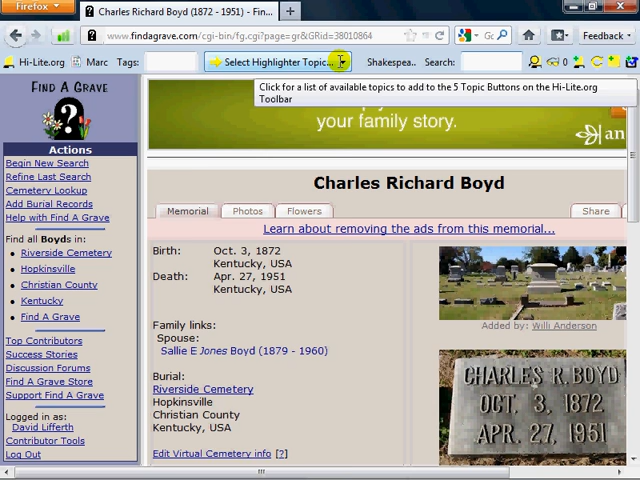 Firefox
Charles Richard Boyd (1872 - 1951) - Fin...
www.findagrave.com/cgi-bin/fg.cgi?page=gr&GRid=38010864
Feedback
Hi-Lite.org
Marc
Tags:
Select Highlighter Topic...
Shakespea..
Search:
0
Click for a list of available topics to add to the 5 Topic Buttons on the Hi-Lite.org
Toolbar
your family story.
an
FIND A GRAVE
Actions
Begin New Search
Refine Last Search
Cemetery Lookup
Add Burial Records
Help with Find A Grave
Find all Boyds in:
Riverside Cemetery
Hopkinsville
Christian County
Kentucky
Find A Grave
Top Contributors
Success Stories
Discussion Forums
Find A Grave Store
Support Find A Grave
Logged in as:
David Lifferth
Contributor Tools
Log Out
Charles Richard Boyd
Memorial
Photos
Flowers
Share
Learn about removing the ads from this memorial...
Birth: Oct. 3, 1872
Kentucky, USA
Death: Apr. 27, 1951
Kentucky, USA
Family links:
Spouse:
Sallie E Jones Boyd (1879 - 1960)
Burial:
Riverside Cemetery
Hopkinsville
Christian County
Kentucky, USA
Edit Virtual Cemetery info [?]
Added by: Willi Anderson
CHARLES R. BOYD
OCT. 3, 1872
APR. 27, 1951